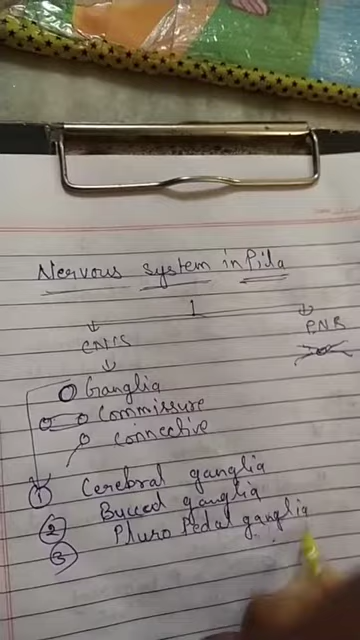 Nervous system in Pila
CNS
PNS
Ganglia
Commissure
Connective
1 Cerebral ganglia
2 Buccal ganglia
3 Pluro Pedal ganglia